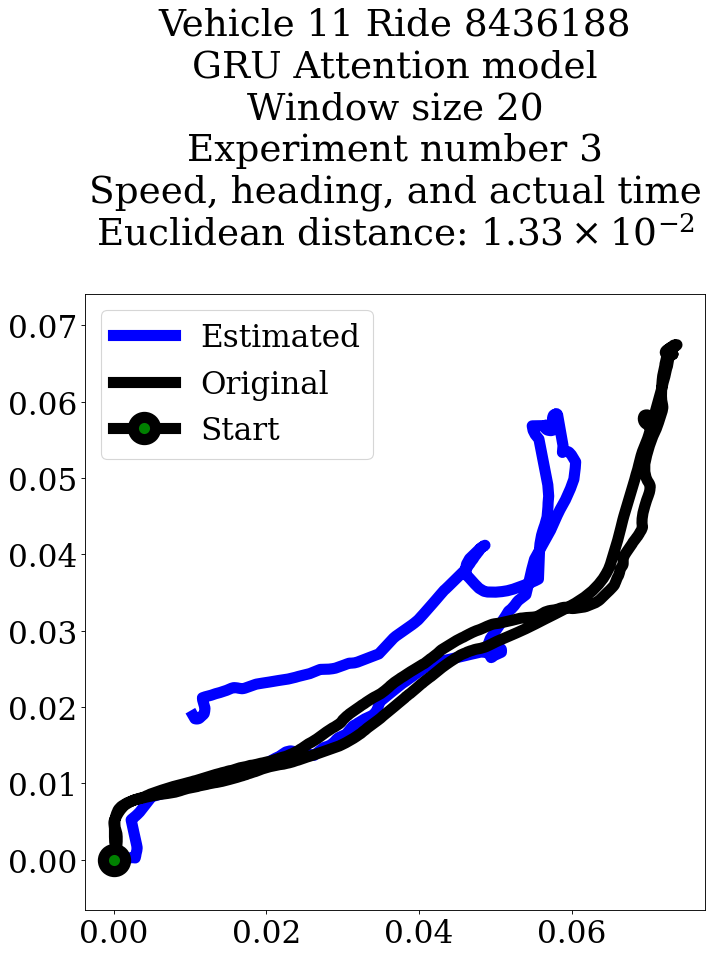 Vehicle 11 Ride 8436188
GRU Attention model
Window size 20
Experiment number 3
Speed, heading, and actual time
Euclidean distance: 1.33 × 10⁻²
Estimated
Original
Start
0.07
0.06
0.05
0.04
0.03
0.02
0.01
0.00
0.00 0.02 0.04 0.06